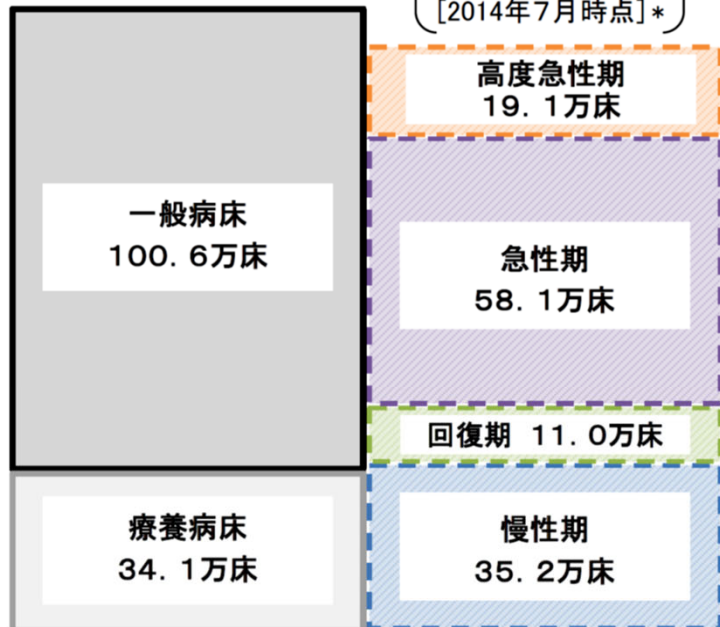 [2014年7月時点]*
高度急性期
19.1万床
一般病床
100.6万床
急性期
58.1万床
回復期 11.0万床
療養病床
34.1万床
慢性期
35.2万床